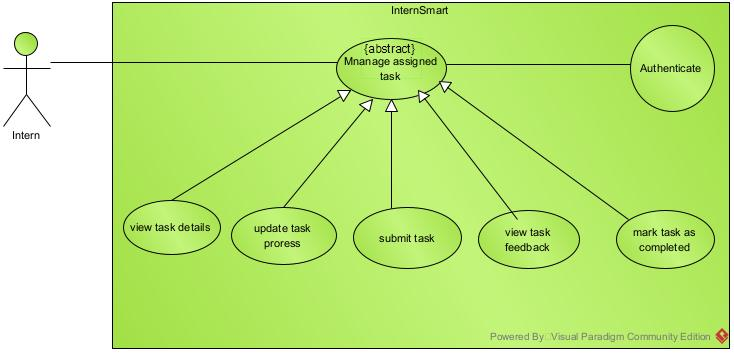 InternSmart
{abstract}
Mnanage assigned
task
Authenticate
Intern
view task details
update task
proress
submit task
view task
feedback
mark task as
completed
Powered By Visual Paradigm Community Edition